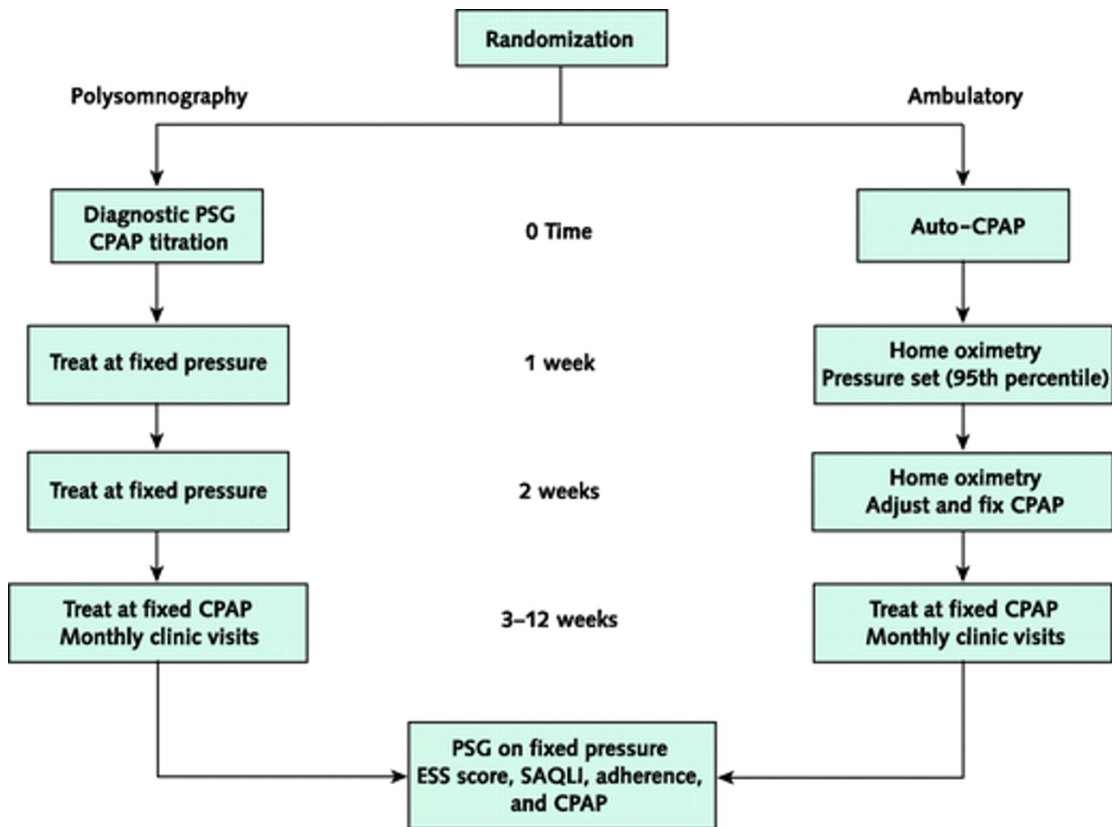 Randomization
Polysomnography
Ambulatory
Diagnostic PSG
CPAP titration
0 Time
Auto-CPAP
Treat at fixed pressure
1 week
Home oximetry
Pressure set (95th percentile)
Treat at fixed pressure
2 weeks
Home oximetry
Adjust and fix CPAP
Treat at fixed CPAP
Monthly clinic visits
3–12 weeks
Treat at fixed CPAP
Monthly clinic visits
PSG on fixed pressure
ESS score, SAQLI, adherence,
and CPAP